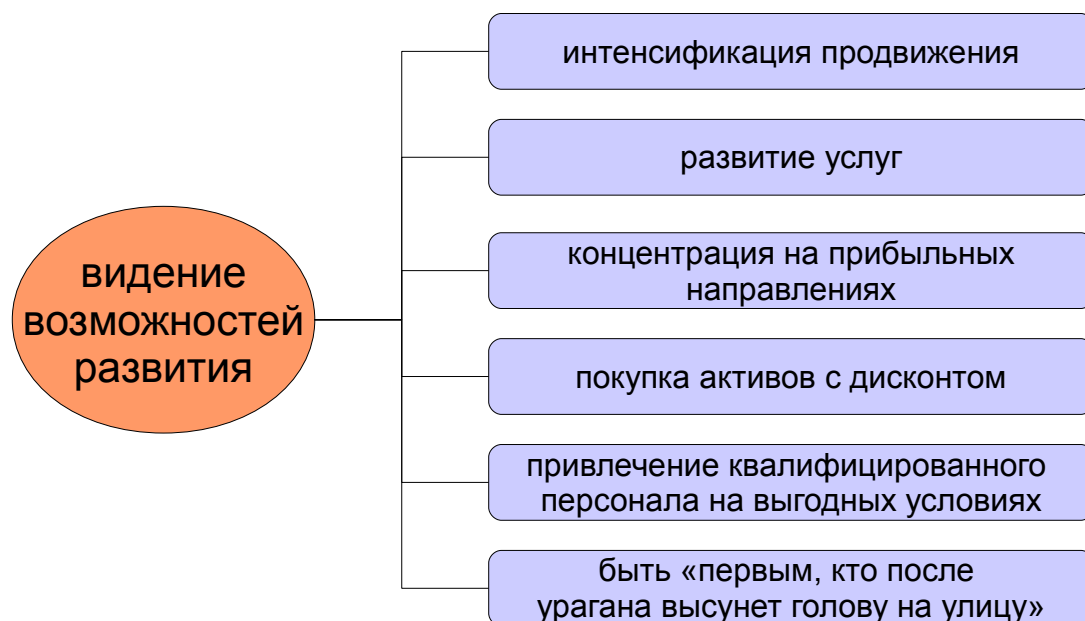 видение
возможностей
развития
интенсификация продвижения
развитие услуг
концентрация на прибыльных
направлениях
покупка активов с дисконтом
привлечение квалифицированного
персонала на выгодных условиях
быть «первым, кто после
урагана высунет голову на улицу»